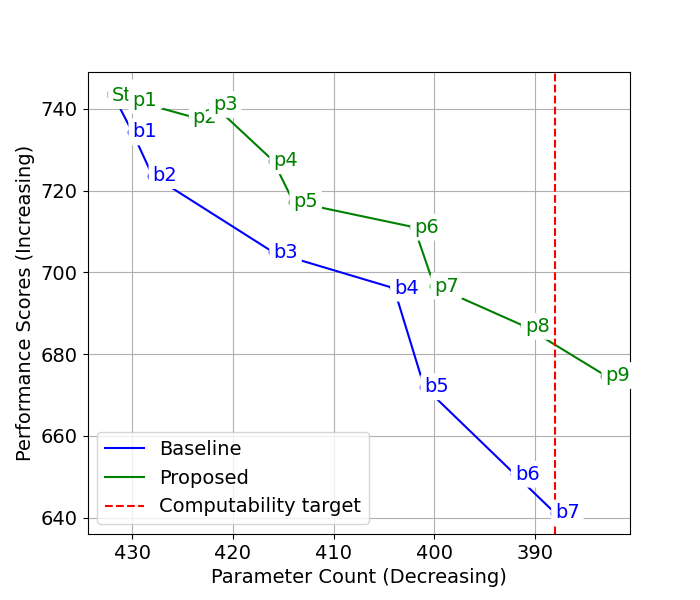 St
p1
p2
p3
b1
b2
p4
p5
b3
p6
b4
p7
p8
p9
b5
b6
b7
740
720
700
680
660
640
Performance Scores (Increasing)
Baseline
Proposed
Computability target
430 420 410 400 390
Parameter Count (Decreasing)